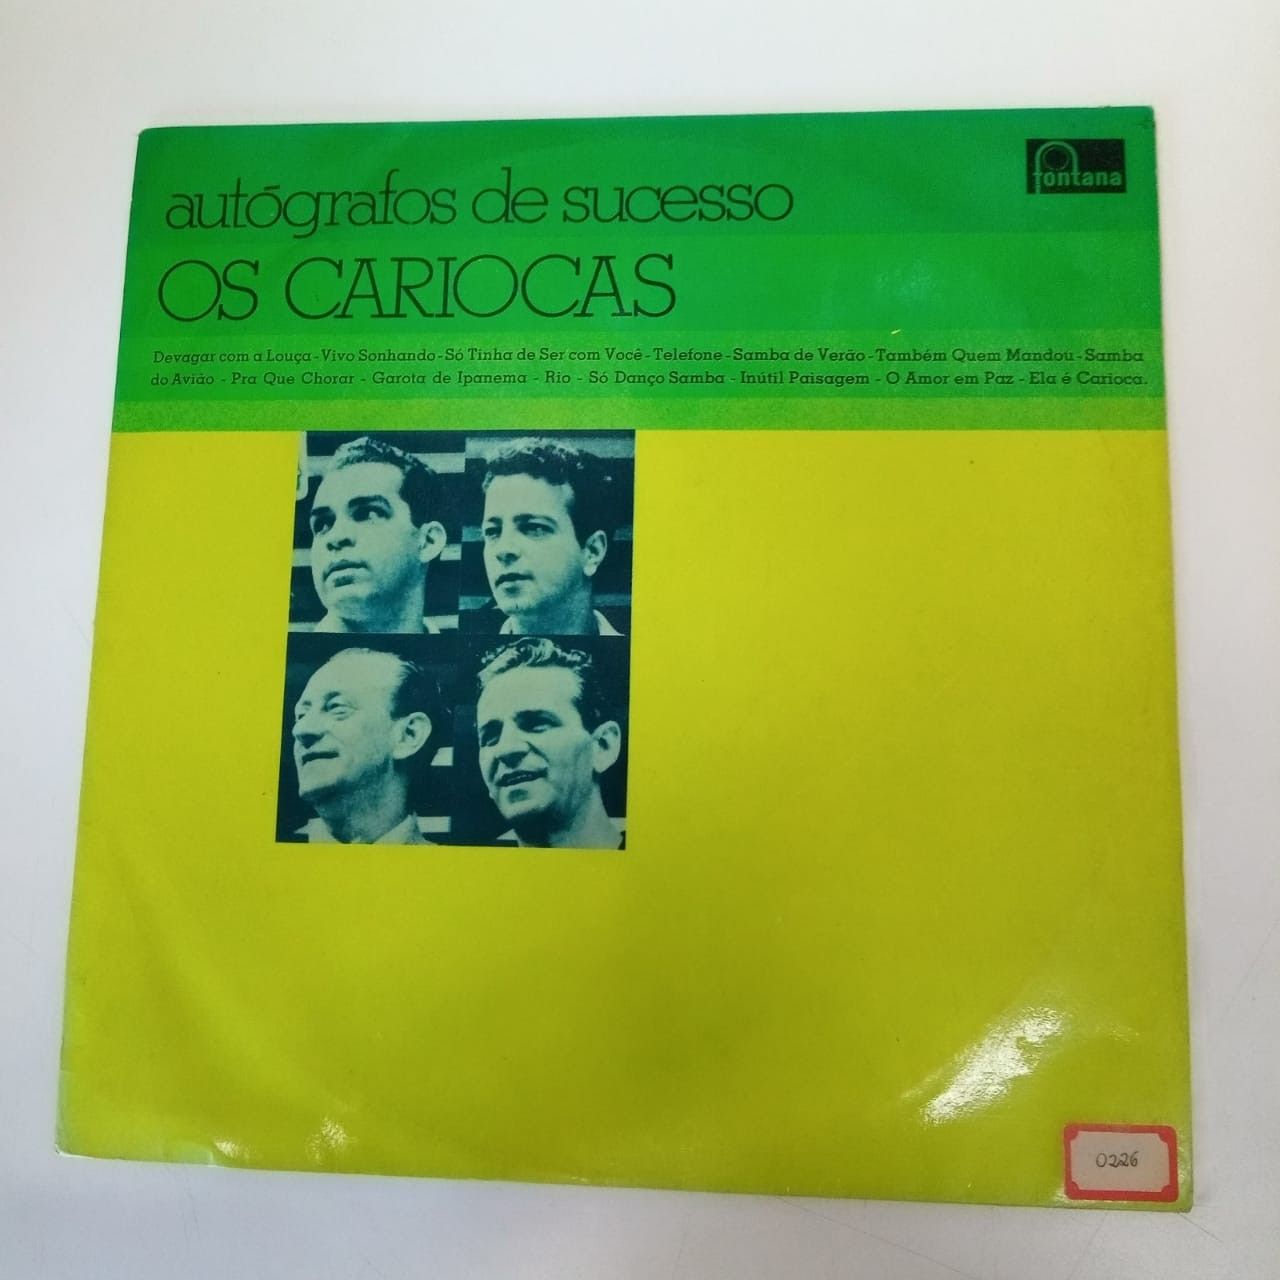 autógrafos de sucesso
fontana
OS CARIOCAS
Devagar com a Louça - Vivo Sonhando - Só Tinha de Ser com Você - Telefone - Samba de Verão - Também Quem Mandou - Samba
do Avião - Pra Que Chorar - Garota de Ipanema - Rio - Só Danço Samba - Inútil Paisagem - O Amor em Paz - Ela é Carioca.
0226